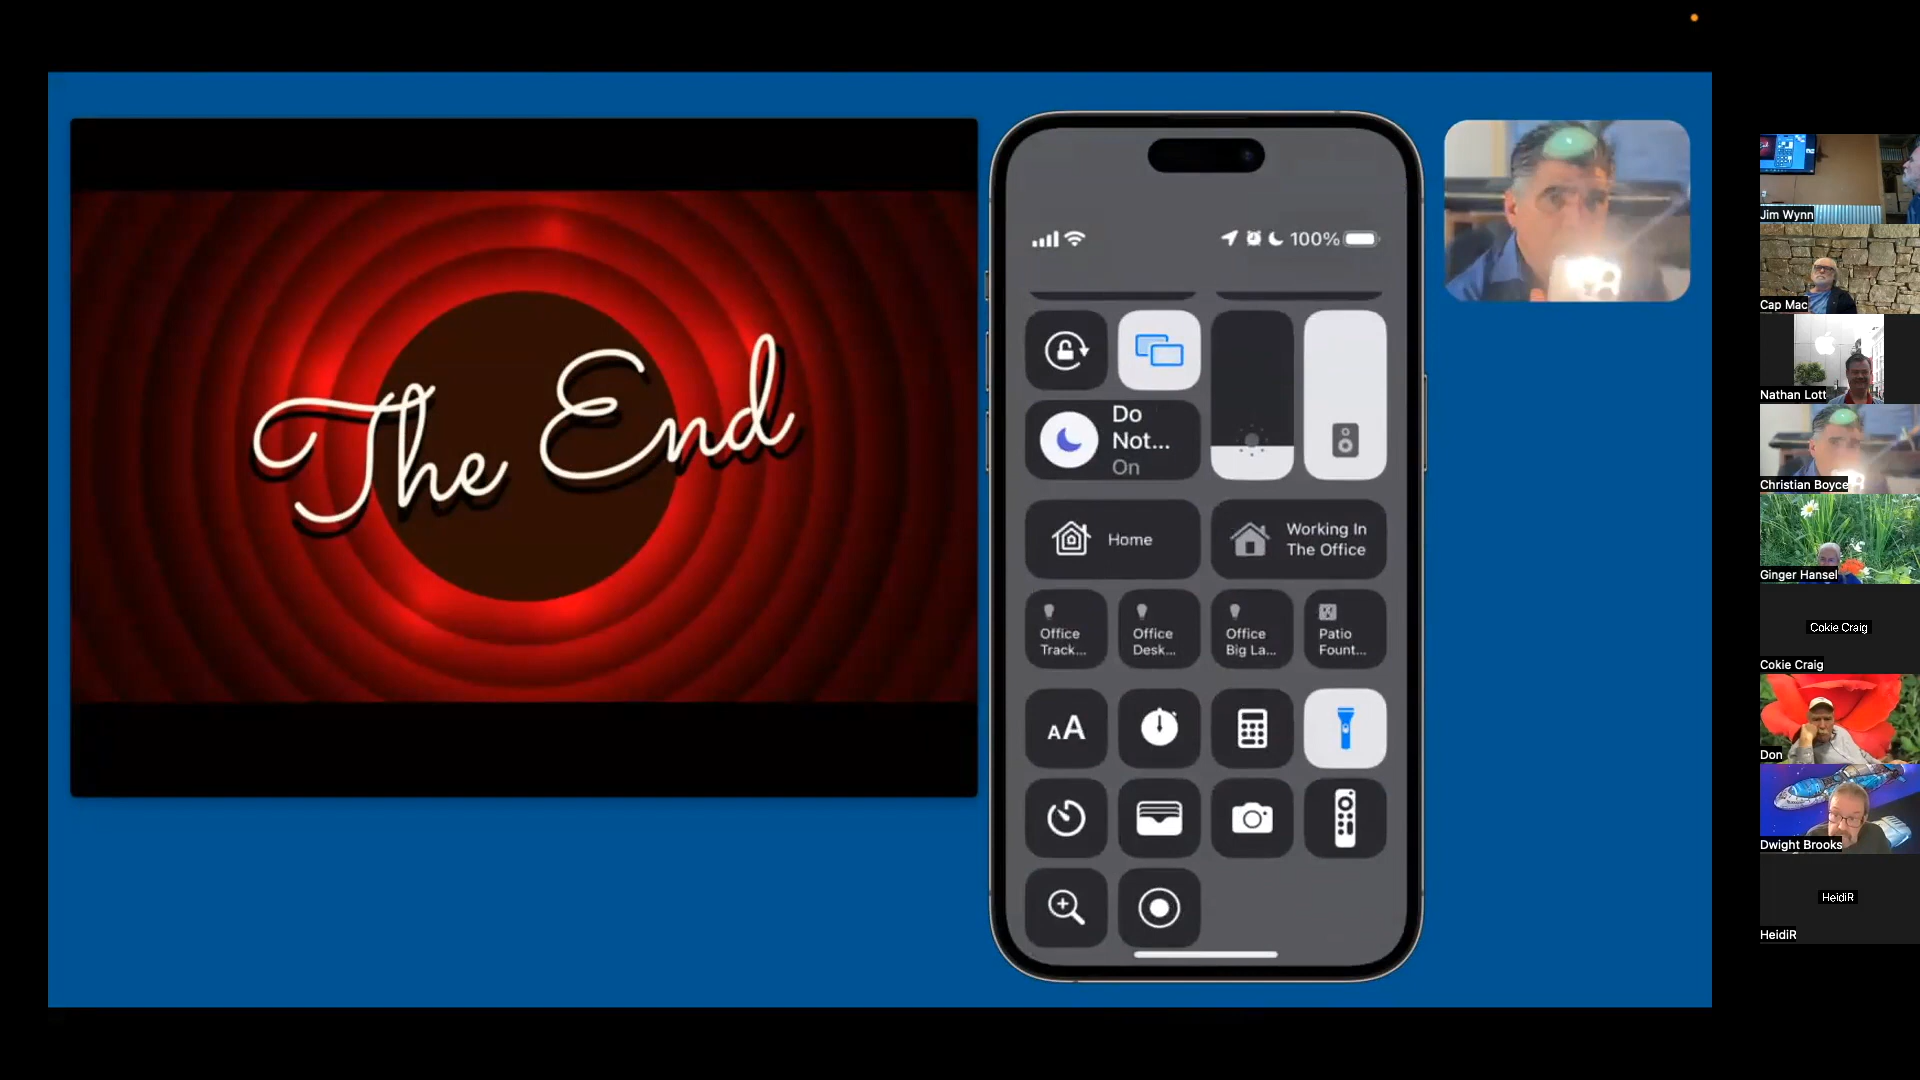 The End
100%
Do
Not...
On
Home
Working In
The Office
Office
Track...
Office
Desk...
Office
Big La...
Patio
Fount...
AA
Jim Wynn
Cap Mac
Nathan Lott
Christian Boyce
Ginger Hansel
Cokie Craig
Cokie Craig
Don
Dwight Brooks
HeidiR
HeidiR